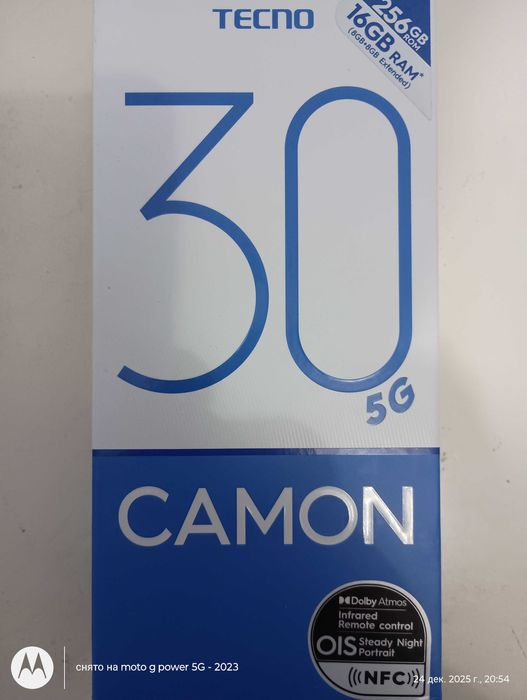 TECNO
256GB
ROM
16GB RAM*
(8GB+8GB Extended)
30
5G
CAMON
Dolby Atmos
Infrared
Remote control
OIS Steady Night
Portrait
NFC
снято на moto g power 5G - 2023
24 дек. 2025 г., 20:54